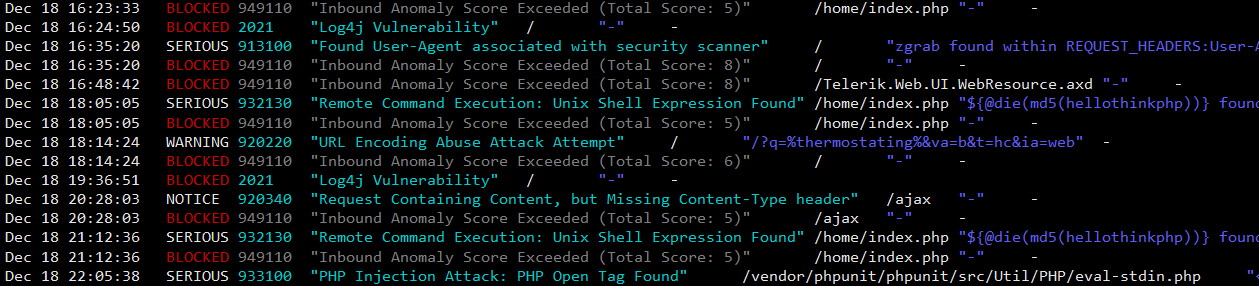 Dec 18 16:23:33 BLOCKED 949110 "Inbound Anomaly Score Exceeded (Total Score: 5)" /home/index.php "-" -
Dec 18 16:24:50 BLOCKED 2021 "Log4j Vulnerability" / "-" -
Dec 18 16:35:20 SERIOUS 913100 "Found User-Agent associated with security scanner" / "zgrab found within REQUEST_HEADERS:User-A
Dec 18 16:35:20 BLOCKED 949110 "Inbound Anomaly Score Exceeded (Total Score: 8)" / "-" -
Dec 18 16:48:42 BLOCKED 949110 "Inbound Anomaly Score Exceeded (Total Score: 8)" /Telerik.Web.UI.WebResource.axd "-" -
Dec 18 18:05:05 SERIOUS 932130 "Remote Command Execution: Unix Shell Expression Found" /home/index.php "${@die(md5(hellothinkphp))} found
Dec 18 18:05:05 BLOCKED 949110 "Inbound Anomaly Score Exceeded (Total Score: 5)" /home/index.php "-" -
Dec 18 18:14:24 WARNING 920220 "URL Encoding Abuse Attack Attempt" / "/?q=%thermostating%&va=b&t=hc&ia=web" -
Dec 18 18:14:24 BLOCKED 949110 "Inbound Anomaly Score Exceeded (Total Score: 6)" / "-" -
Dec 18 19:36:51 BLOCKED 2021 "Log4j Vulnerability" / "-" -
Dec 18 20:28:03 NOTICE 920340 "Request Containing Content, but Missing Content-Type header" /ajax "-" -
Dec 18 20:28:03 BLOCKED 949110 "Inbound Anomaly Score Exceeded (Total Score: 5)" /ajax "-" -
Dec 18 21:12:36 SERIOUS 932130 "Remote Command Execution: Unix Shell Expression Found" /home/index.php "${@die(md5(hellothinkphp))} found
Dec 18 21:12:36 BLOCKED 949110 "Inbound Anomaly Score Exceeded (Total Score: 5)" /home/index.php "-" -
Dec 18 22:05:38 SERIOUS 933100 "PHP Injection Attack: PHP Open Tag Found" /vendor/phpunit/phpunit/src/Util/PHP/eval-stdin.php "<